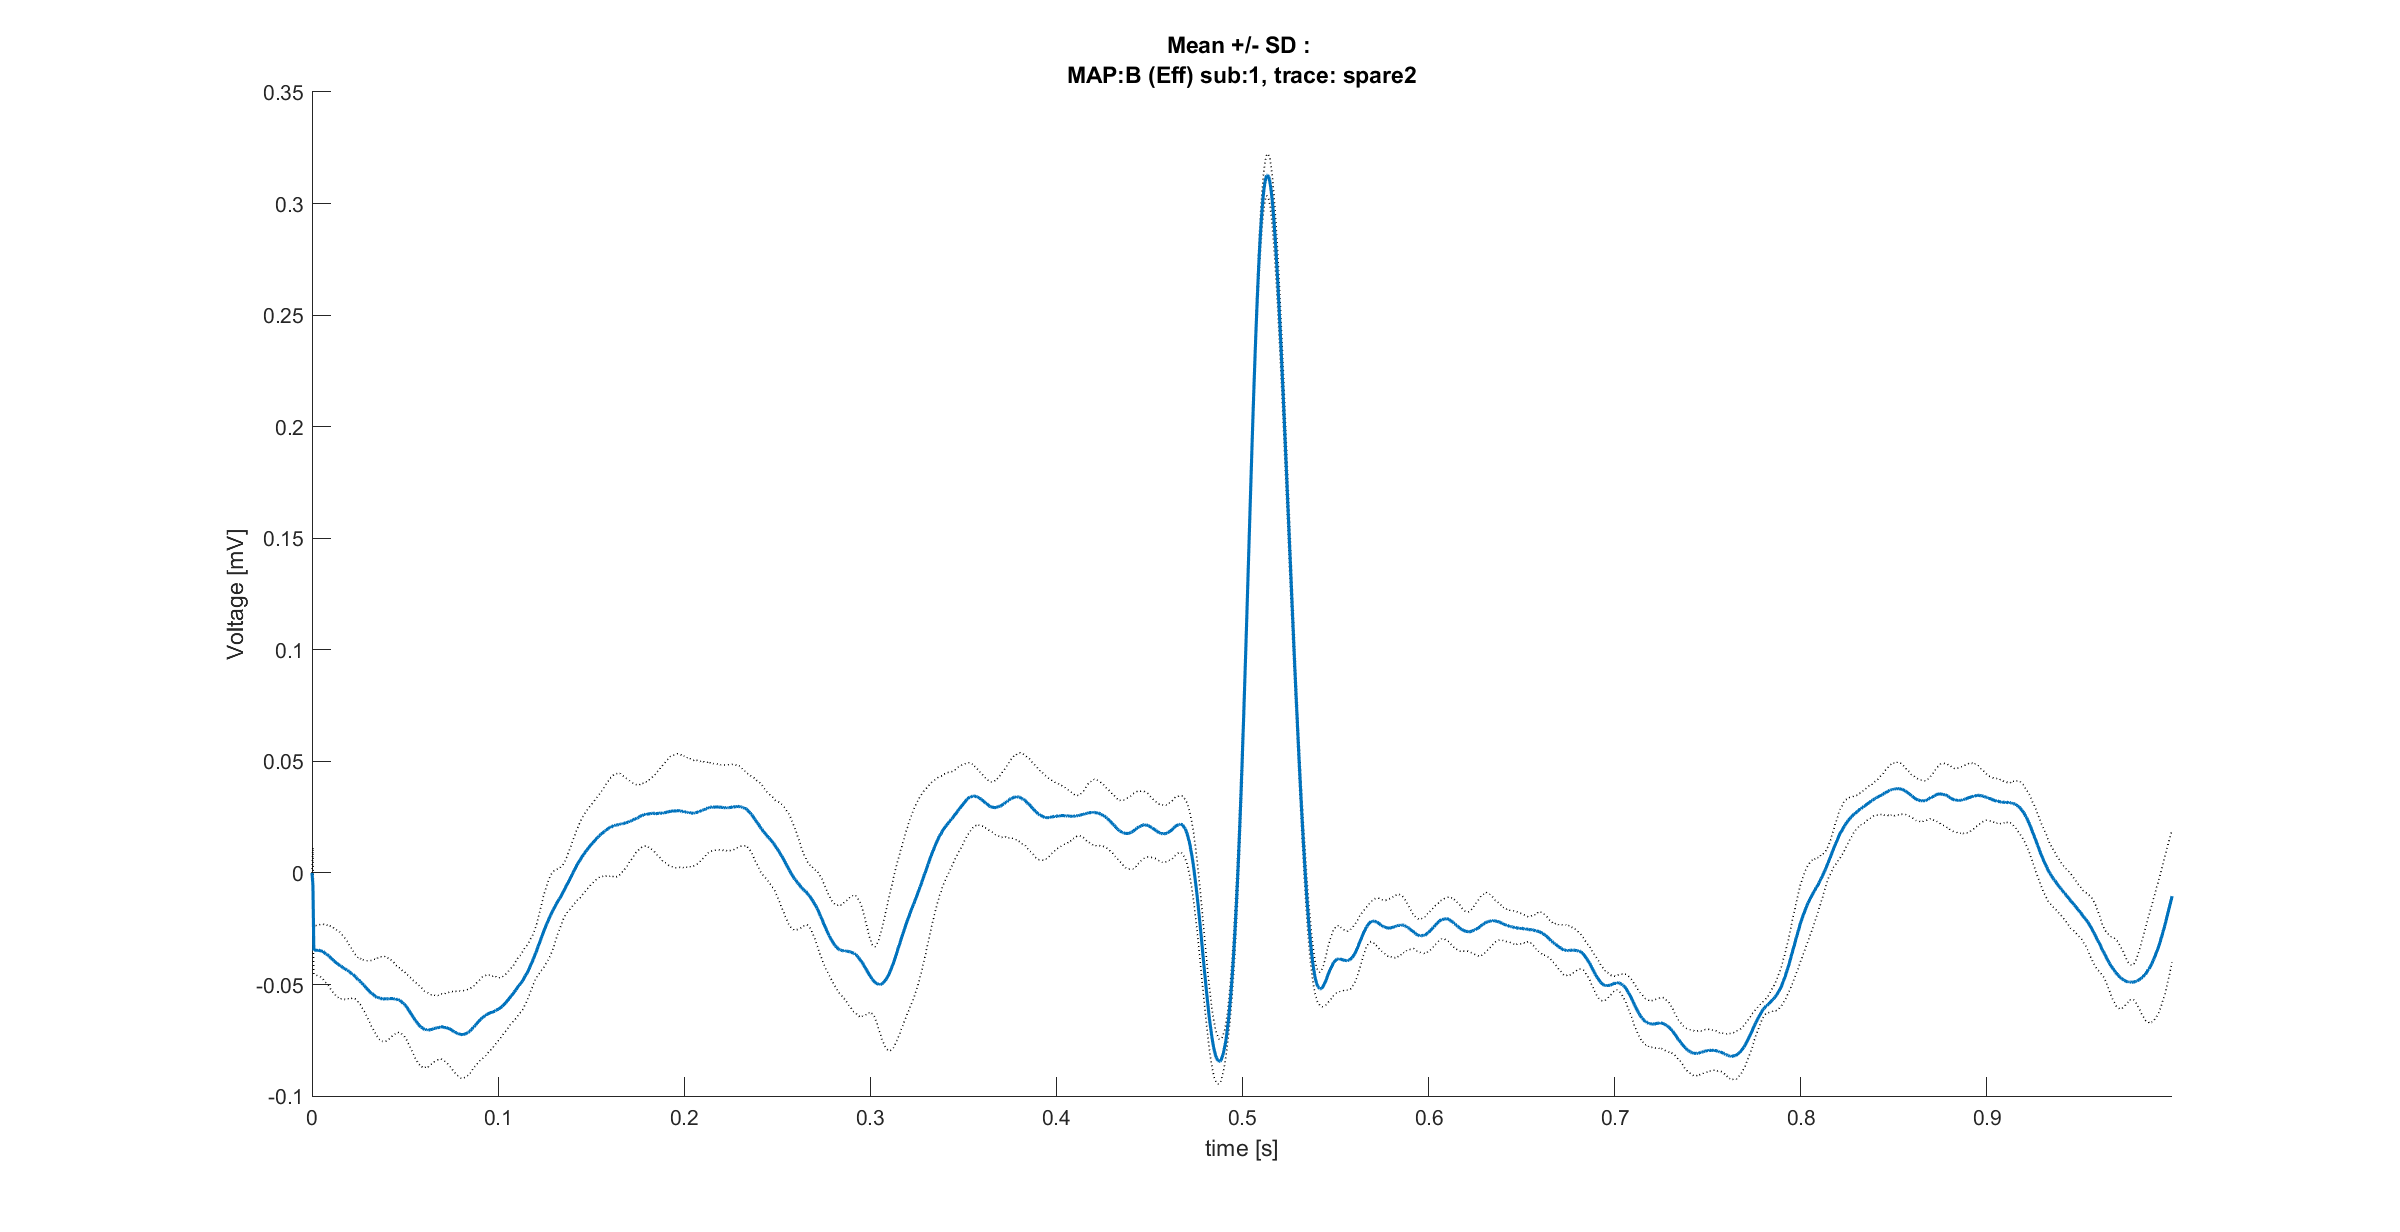 Mean +/- SD :
MAP:B (Eff) sub:1, trace: spare2
0.35
0.3
0.25
0.2
0.15
0.1
0.05
0
-0.05
-0.1
Voltage [mV]
0 0.1 0.2 0.3 0.4 0.5 0.6 0.7 0.8 0.9
time [s]